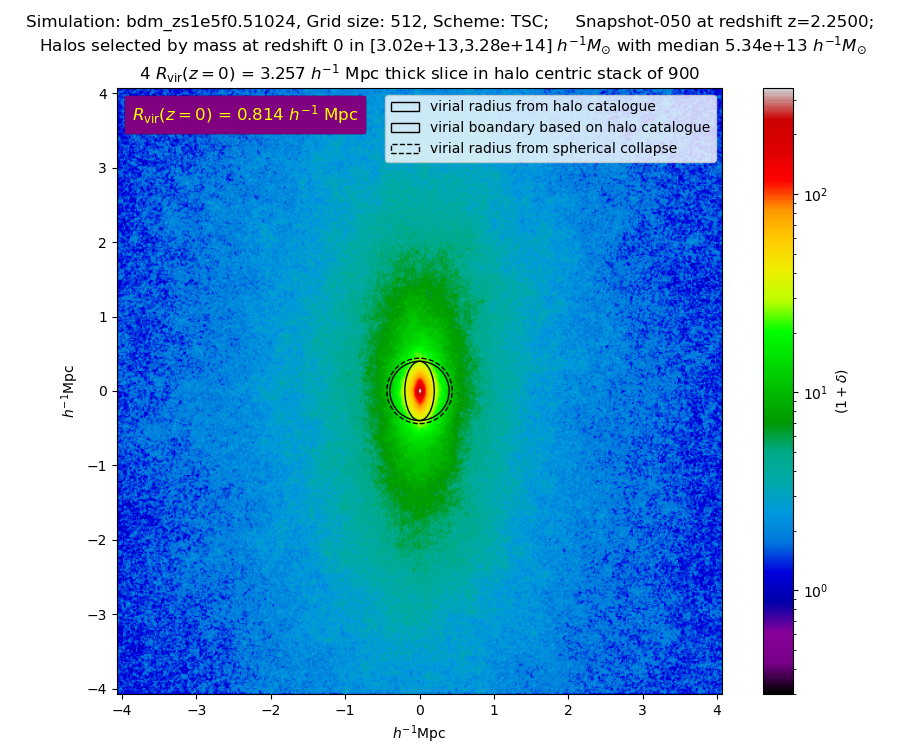 Simulation: bdm_zs1e5f0.51024, Grid size: 512, Scheme: TSC;     Snapshot-050 at redshift z=2.2500;
Halos selected by mass at redshift 0 in [3.02e+13,3.28e+14] h⁻¹M⊙ with median 5.34e+13 h⁻¹M⊙
4 R_vir(z = 0) = 3.257 h⁻¹ Mpc thick slice in halo centric stack of 900
R_vir(z = 0) = 0.814 h⁻¹ Mpc
virial radius from halo catalogue
virial boundary based on halo catalogue
virial radius from spherical collapse
4
3
2
1
0
−1
−2
−3
−4
h⁻¹Mpc
−4 −3 −2 −1 0 1 2 3 4
h⁻¹Mpc
10²
10¹
10⁰
(1 + δ)